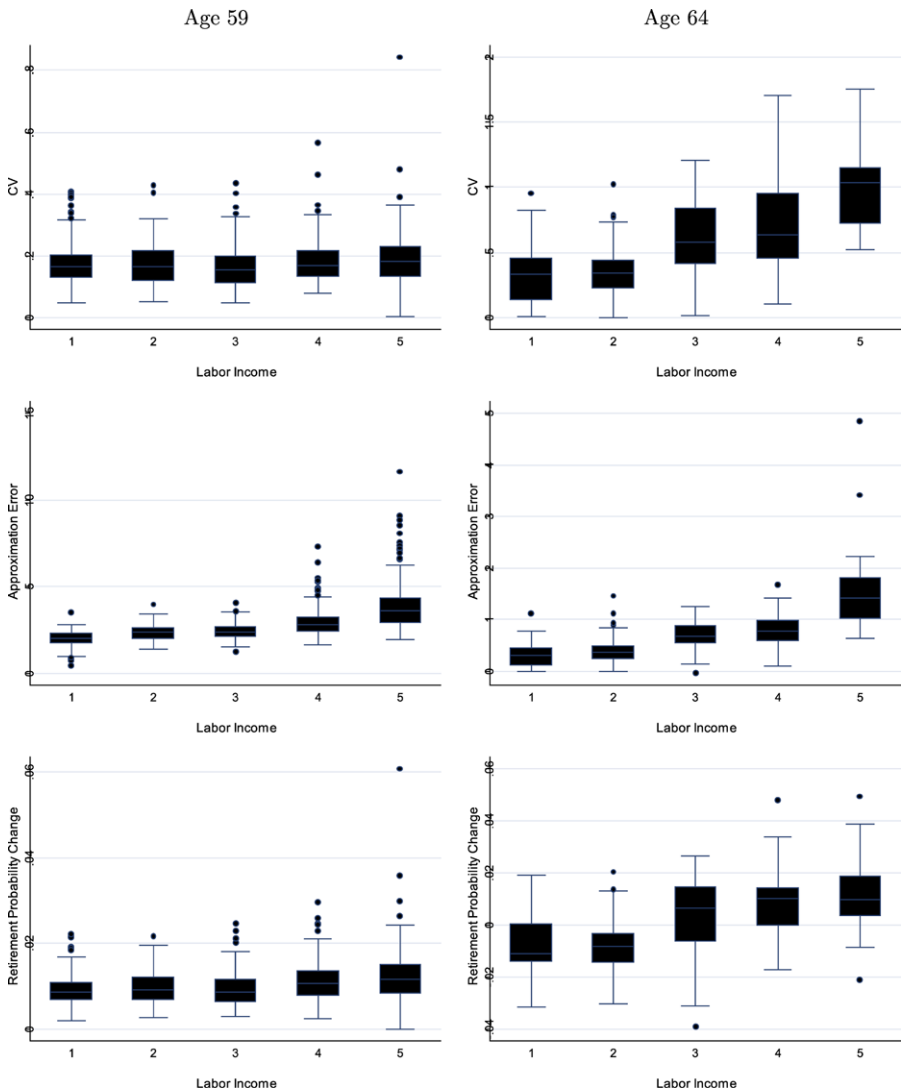 Age 59
Age 64
CV
.8
.6
.4
.2
0
1 2 3 4 5
Labor Income
CV
2
1.5
1
.5
0
1 2 3 4 5
Labor Income
Approximation Error
15
10
5
0
1 2 3 4 5
Labor Income
Approximation Error
5
4
3
2
1
0
1 2 3 4 5
Labor Income
Retirement Probability Change
.06
.04
.02
0
1 2 3 4 5
Labor Income
Retirement Probability Change
.06
.04
.02
0
.02
.04
1 2 3 4 5
Labor Income